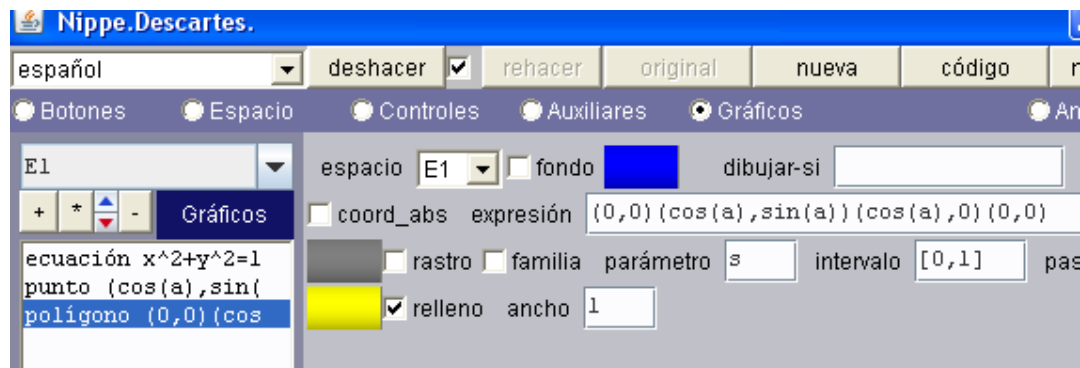 Nippe.Descartes.
español deshacer rehacer original nueva código
Botones Espacio Controles Auxiliares Gráficos An
E1 espacio E1 fondo dibujar-si
+ * - Gráficos coord_abs expresión (0,0)(cos(a),sin(a))(cos(a),0)(0,0)
ecuación x^2+y^2=1 rastro familia parámetro s intervalo [0,1] pas
punto (cos(a),sin(
polígono (0,0)(cos relleno ancho 1